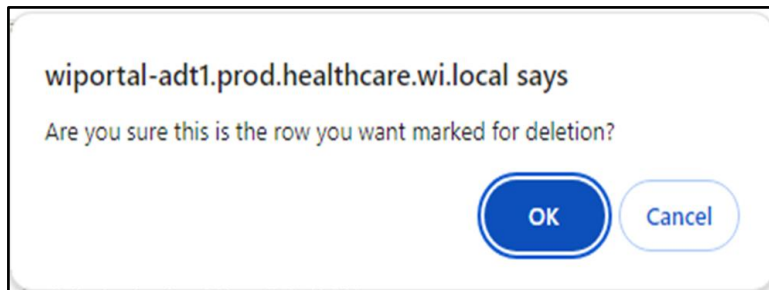 wiportal-adt1.prod.healthcare.wi.local says
Are you sure this is the row you want marked for deletion?
OK Cancel